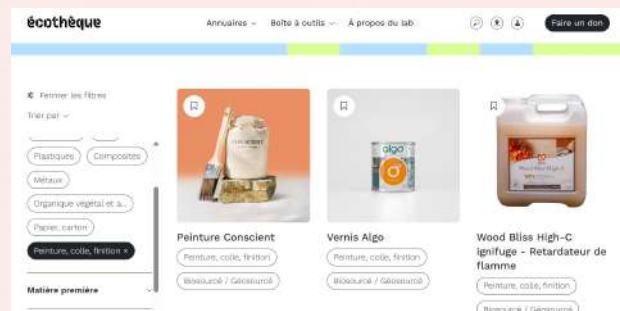 écothèque
Annuaires
Boîte à outils
À propos du lab
Faire un don
Fermer les filtres
Trier par
Plastiques
Composites
Métaux
Organique végétal et a...
Papier, carton
Peinture, colle, finition ×
Matière première
algo
Peinture Conscient
Peinture, colle, finition
Biosourcé / Géosourcé
Vernis Algo
Peinture, colle, finition
Biosourcé / Géosourcé
Wood Bliss High-C
ignifuge - Retardateur de
flamme
Peinture, colle, finition
Biosourcé / Géosourcé